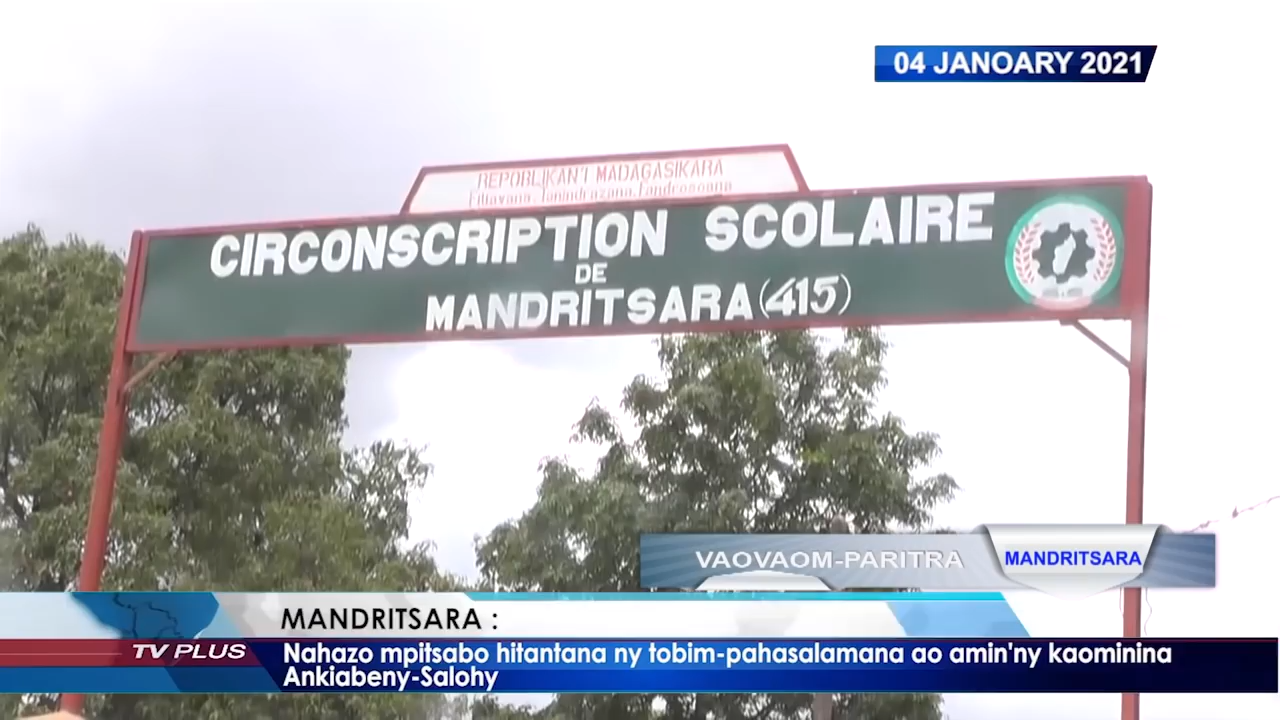 04 JANOARY 2021
REPOBLIKAN'I MADAGASIKARA
Fitiavana, Tanindrazana, Fandrosoana
CIRCONSCRIPTION SCOLAIRE
DE
MANDRITSARA (415)
VAOVAOM-PARITRA
MANDRITSARA
MANDRITSARA :
TV PLUS
Nahazo mpitsabo hitantana ny tobim-pahasalamana ao amin'ny kaominina
Ankiabeny-Salohy